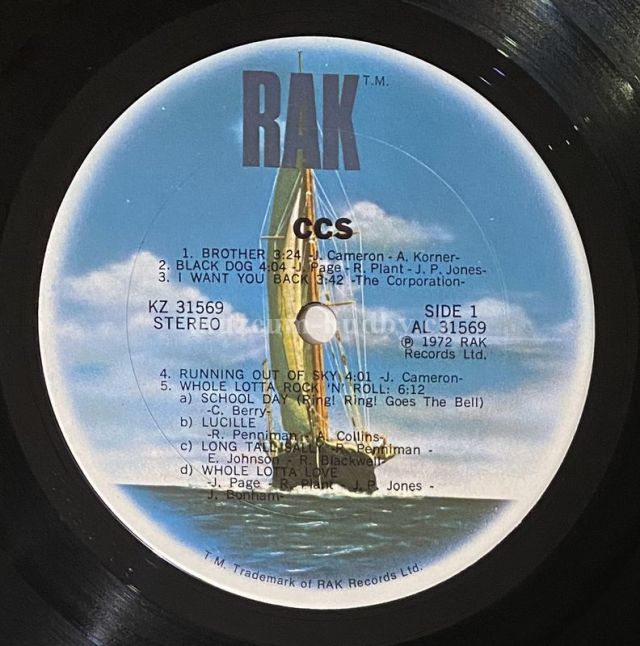 RAK T.M.
CCS
1. BROTHER 3:24 -J. Cameron - A. Korner-
2. BLACK DOG 4:04 -J. Page - R. Plant - J. P. Jones-
3. I WANT YOU BACK 3:42 -The Corporation-
KZ 31569
STEREO
SIDE 1
AL 31569
℗ 1972 RAK
Records Ltd.
4. RUNNING OUT OF SKY 4:01 -J. Cameron-
5. WHOLE LOTTA ROCK 'N' ROLL: 6:12
a) SCHOOL DAY (Ring! Ring! Goes The Bell)
-C. Berry-
b) LUCILLE
-R. Penniman - A. Collins-
c) LONG TALL SALLY -R. Penniman -
E. Johnson - R. Blackwell-
d) WHOLE LOTTA LOVE
-J. Page - R. Plant - J. P. Jones -
J. Bonham-
T.M. Trademark of RAK Records Ltd.